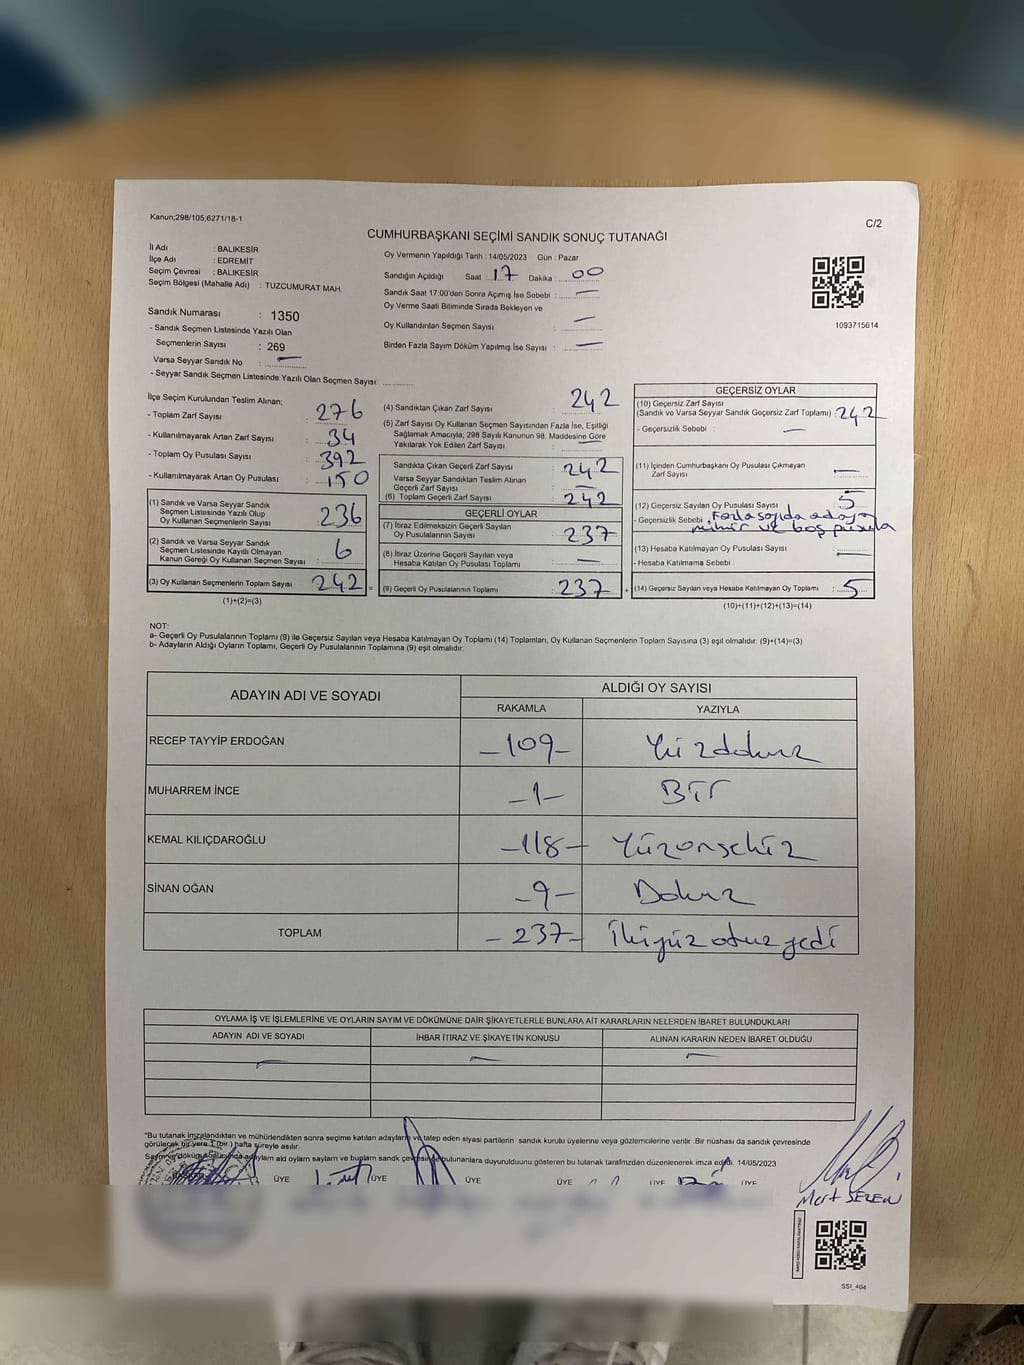 Kanun;298/105;6271/18-1
C/2
CUMHURBAŞKANI SEÇİMİ SANDIK SONUÇ TUTANAĞI
İl Adı : BALIKESİR
İlçe Adı : EDREMİT
Seçim Çevresi : BALIKESİR
Seçim Bölgesi (Mahalle Adı) : TUZCUMURAT MAH.
Sandık Numarası : 1350
- Sandık Seçmen Listesinde Yazılı Olan
Seçmenlerin Sayısı : 269
Varsa Seyyar Sandık No : —
- Seyyar Sandık Seçmen Listesinde Yazılı Olan Seçmen Sayısı
Oy Vermenin Yapıldığı Tarih : 14/05/2023 Gün : Pazar
Sandığın Açıldığı Saat : 17 Dakika : 00
Sandık Saat 17:00'den Sonra Açımış İse Sebebi : —
Oy Verme Saati Bitiminde Sırada Bekleyen ve
Oy Kullandırılan Seçmen Sayısı : —
Birden Fazla Sayım Döküm Yapılmış İse Sayısı : —
1093715614
İlçe Seçim Kurulundan Teslim Alınan;
- Toplam Zarf Sayısı : 276
- Kullanılmayarak Artan Zarf Sayısı : 34
- Toplam Oy Pusulası Sayısı : 392
- Kullanılmayarak Artan Oy Pusulası : 150
(1) Sandık ve Varsa Seyyar Sandık
Seçmen Listesinde Yazılı Olup
Oy Kullanan Seçmenlerin Sayısı : 236
(2) Sandık ve Varsa Seyyar Sandık
Seçmen Listesinde Kayıtlı Olmayan
Kanun Gereği Oy Kullanan Seçmen Sayısı : 6
(3) Oy Kullanan Seçmenlerin Toplam Sayısı : 242 =
(1)+(2)=(3)
(4) Sandıktan Çıkan Zarf Sayısı : 242
(5) Zarf Sayısı Oy Kullanan Seçmen Sayısından Fazla İse, Eşitliği
Sağlamak Amacıyla; 298 Sayılı Kanunun 98. Maddesine Göre
Yakılarak Yok Edilen Zarf Sayısı : —
Sandıkta Çıkan Geçerli Zarf Sayısı : 242
Varsa Seyyar Sandıktan Teslim Alınan
Geçerli Zarf Sayısı : —
(6) Toplam Geçerli Zarf Sayısı : 242
GEÇERLİ OYLAR
(7) İtiraz Edilmeksizin Geçerli Sayılan
Oy Pusulalarının Sayısı : 237
(8) İtiraz Üzerine Geçerli Sayılan veya
Hesaba Katılan Oy Pusulası Toplamı : —
(9) Geçerli Oy Pusulalarının Toplamı : 237 +
GEÇERSİZ OYLAR
(10) Geçersiz Zarf Sayısı
(Sandık ve Varsa Seyyar Sandık Geçersiz Zarf Toplamı) : 242
- Geçersizlik Sebebi : —
(11) İçinden Cumhurbaşkanı Oy Pusulası Çıkmayan
Zarf Sayısı : —
(12) Geçersiz Sayılan Oy Pusulası Sayısı : 5
- Geçersizlik Sebebi : Fazla sayıda adaya
mühür ve boş pusula
(13) Hesaba Katılmayan Oy Pusulası Sayısı : —
- Hesaba Katılmama Sebebi :
(14) Geçersiz Sayılan veya Hesaba Katılmayan Oy Toplamı : 5
(10)+(11)+(12)+(13)=(14)
NOT:
a- Geçerli Oy Pusulalarının Toplamı (9) ile Geçersiz Sayılan veya Hesaba Katılmayan Oy Toplamı (14) Toplamları, Oy Kullanan Seçmenlerin Toplam Sayısına (3) eşit olmalıdır. (9)+(14)=(3)
b- Adayların Aldığı Oyların Toplamı, Geçerli Oy Pusulalarının Toplamına (9) eşit olmalıdır.
ADAYIN ADI VE SOYADI ALDIĞI OY SAYISI
RAKAMLA YAZIYLA
RECEP TAYYİP ERDOĞAN -109- Yüzdokuz
MUHARREM İNCE -1- Bir
KEMAL KILIÇDAROĞLU -118- Yüzonsekiz
SİNAN OĞAN -9- Dokuz
TOPLAM -237- İkiyüzotuzyedi
OYLAMA İŞ VE İŞLEMLERİNE VE OYLARIN SAYIM VE DÖKÜMÜNE DAİR ŞİKAYETLERLE BUNLARA AİT KARARLARIN NELERDEN İBARET BULUNDUKLARI
ADAYIN ADI VE SOYADI İHBAR İTİRAZ VE ŞİKAYETİN KONUSU ALINAN KARARIN NEDEN İBARET OLDUĞU
— — —
"Bu tutanak imzalandıktan ve mühürlendikten sonra seçime katılan adayların ve talep eden siyasi partilerin sandık kurulu üyelerine veya gözlemcilerine verilir .Bir nüshası da sandık çevresinde
görülecek bir yere 1 (bir ) hafta süreyle asılır.
adayların ald oyların sayların ve bunların sandk bulunanlara duyurulduunu gösteren bu tutanak tarafmzdan düzenlenerek imza edildi. 14/05/2023
ÜYE ÜYE ÜYE ÜYE ÜYE ÜYE
Mert SEZEN
SSI_404